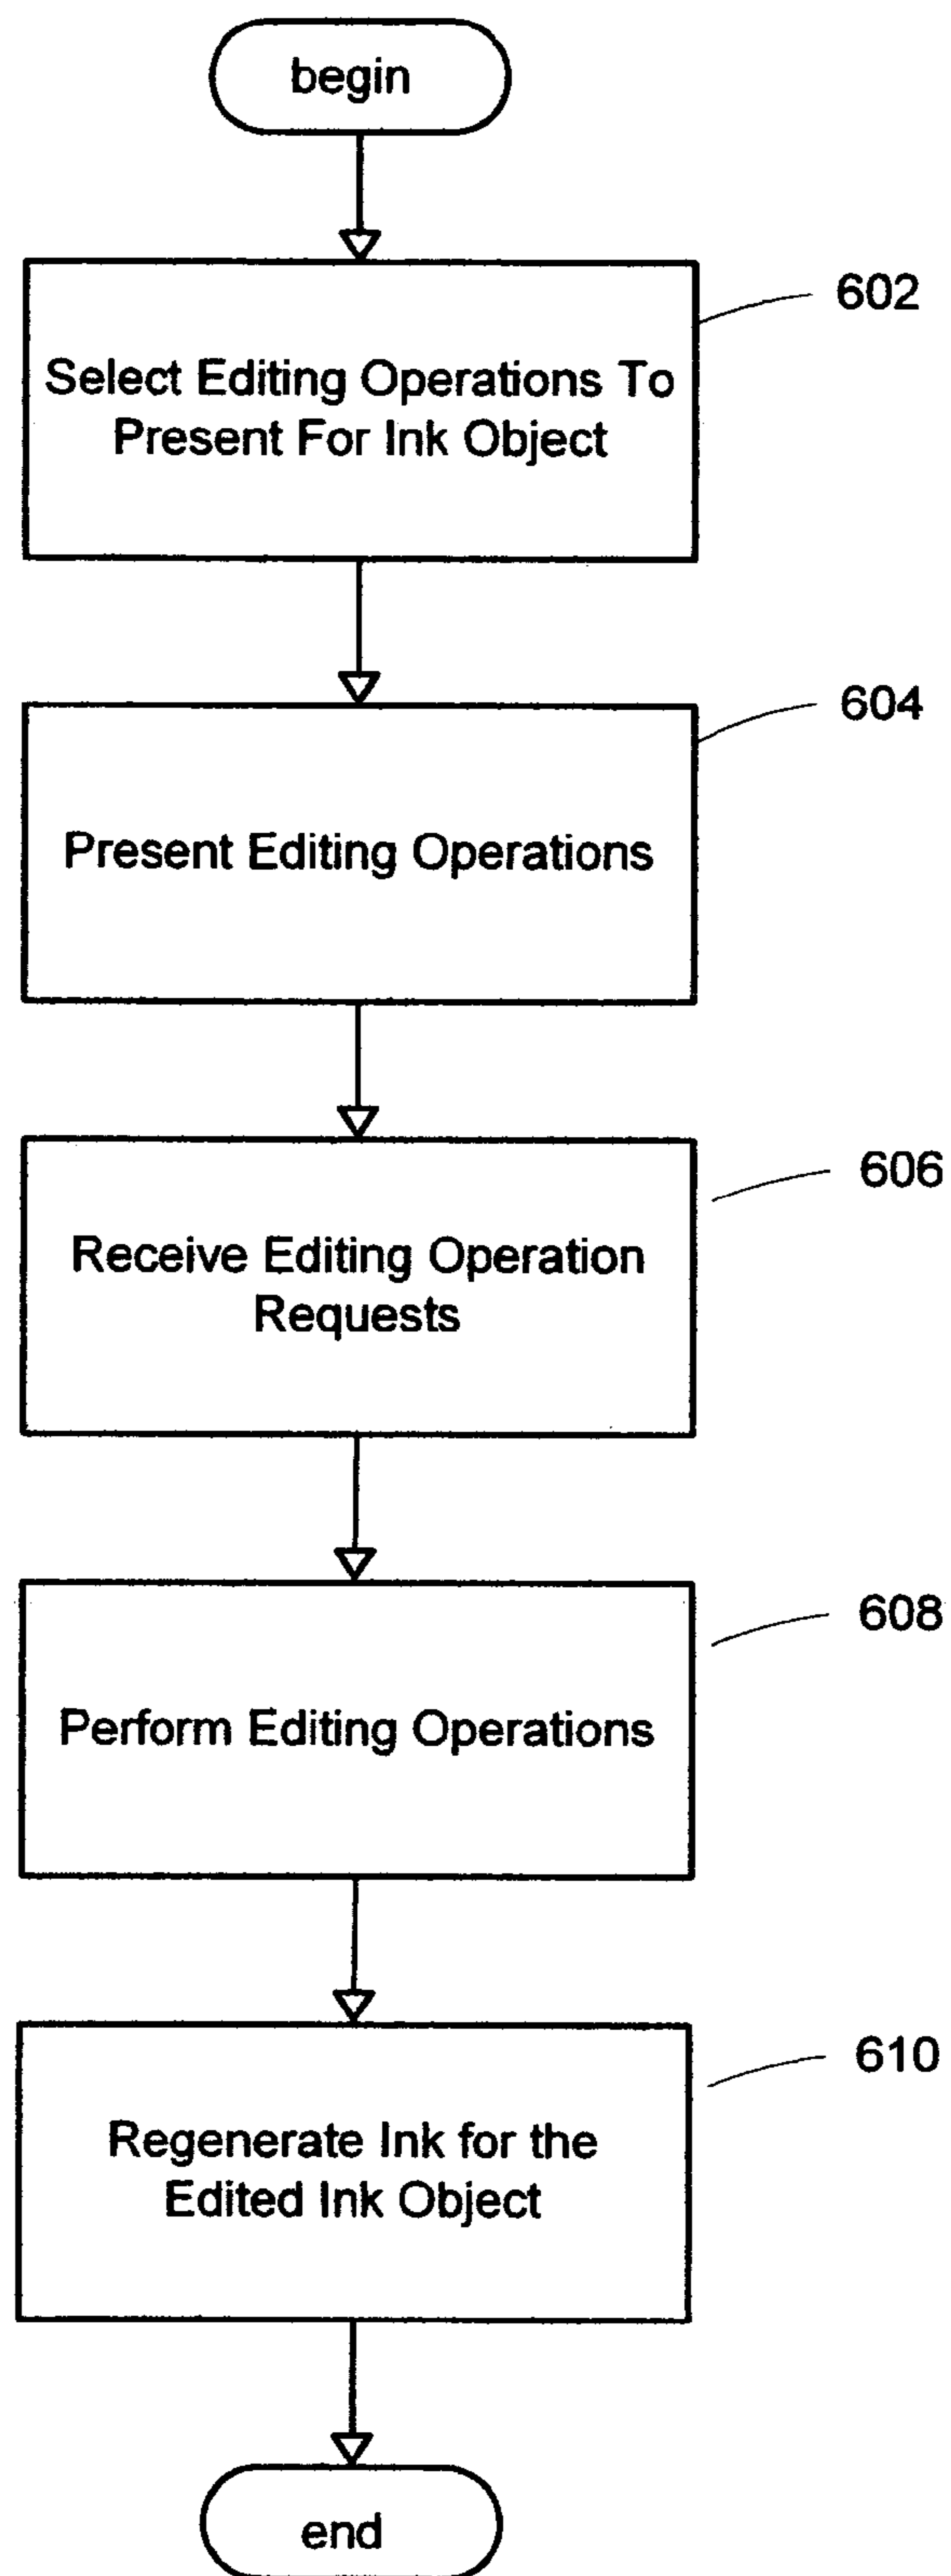 begin
602
Select Editing Operations To
Present For Ink Object
604
Present Editing Operations
606
Receive Editing Operation
Requests
608
Perform Editing Operations
610
Regenerate Ink for the
Edited Ink Object
end